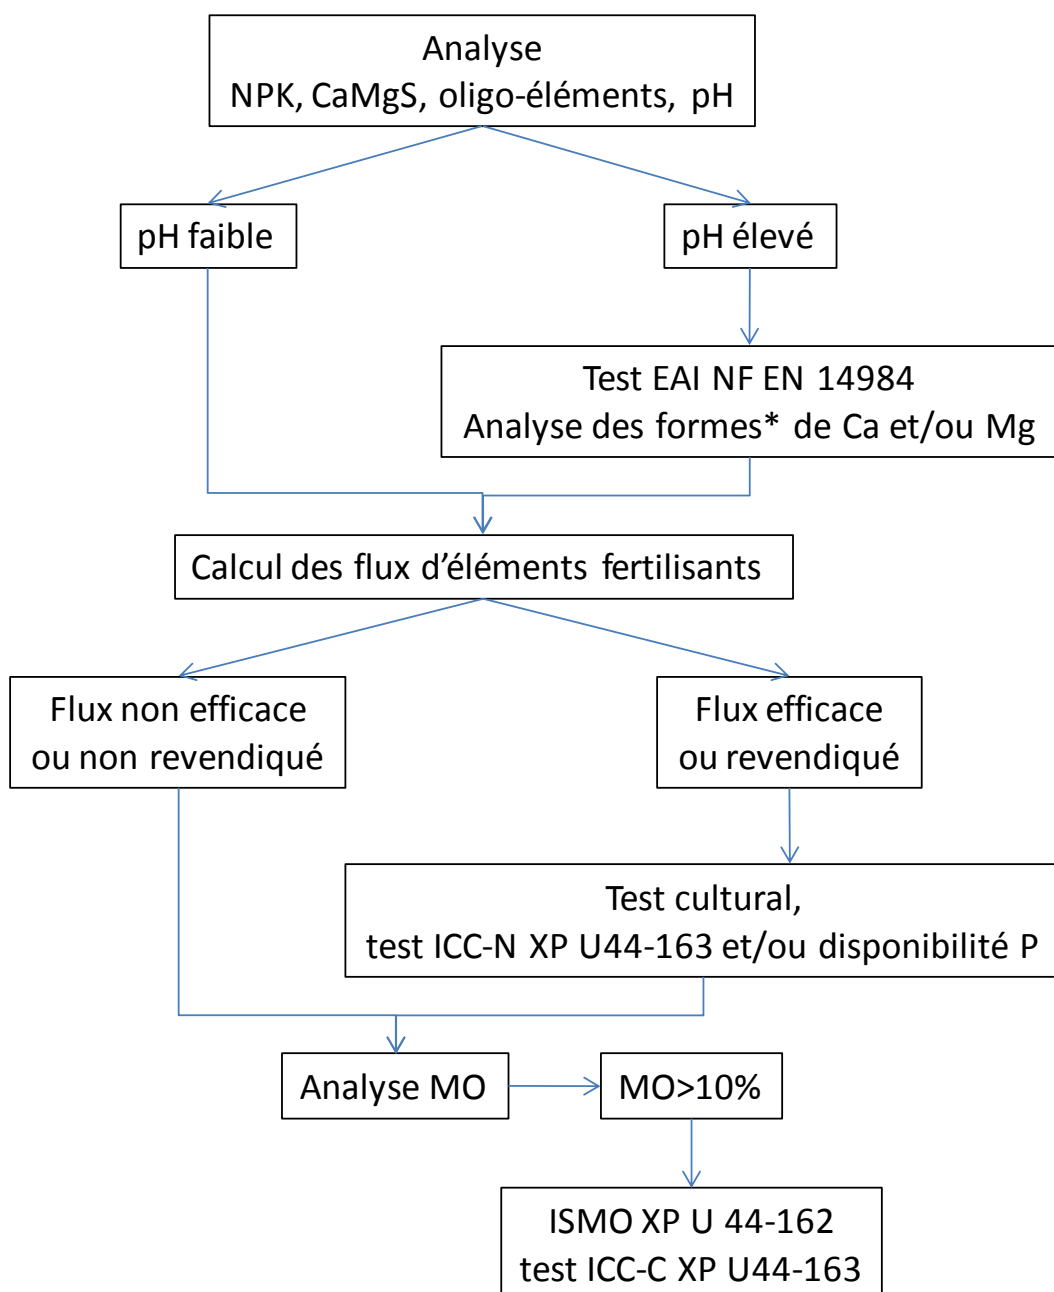 Analyse
NPK, CaMgS, oligo-éléments, pH
pH faible
pH élevé
Test EAI NF EN 14984
Analyse des formes* de Ca et/ou Mg
Calcul des flux d’éléments fertilisants
Flux non efficace
ou non revendiqué
Flux efficace
ou revendiqué
Test cultural,
test ICC-N XP U44-163 et/ou disponibilité P
Analyse MO
MO>10%
ISMO XP U 44-162
test ICC-C XP U44-163